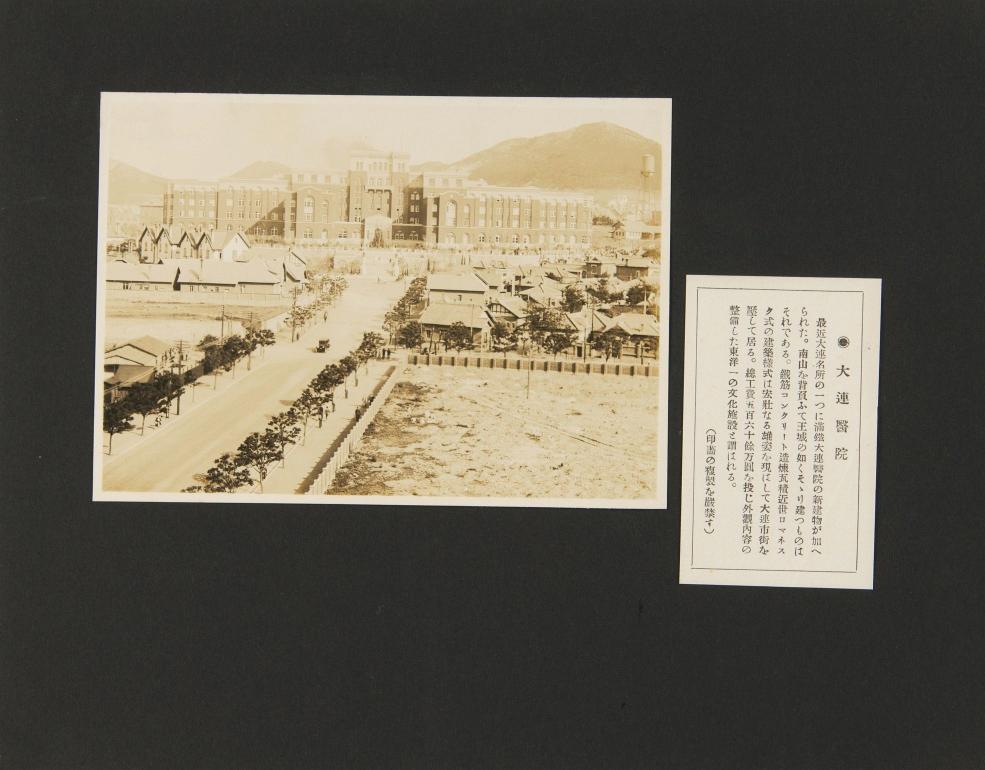 ◉大連醫院
最近大連名所の一つに滿鐵大連醫院の新建物が加へ
られた。南山を背負ふて王城の如くそゝり建つものは
それである。鐵筋コンクリート造煉瓦積近世ロマネス
ク式の建築樣式は宏壯なる雄姿を現はして大連市街を
壓して居る。總工費五百六十餘万圓を投じ外觀內容の
整備した東洋一の文化施設と謂はれる。
(印畵の複製を嚴禁す)